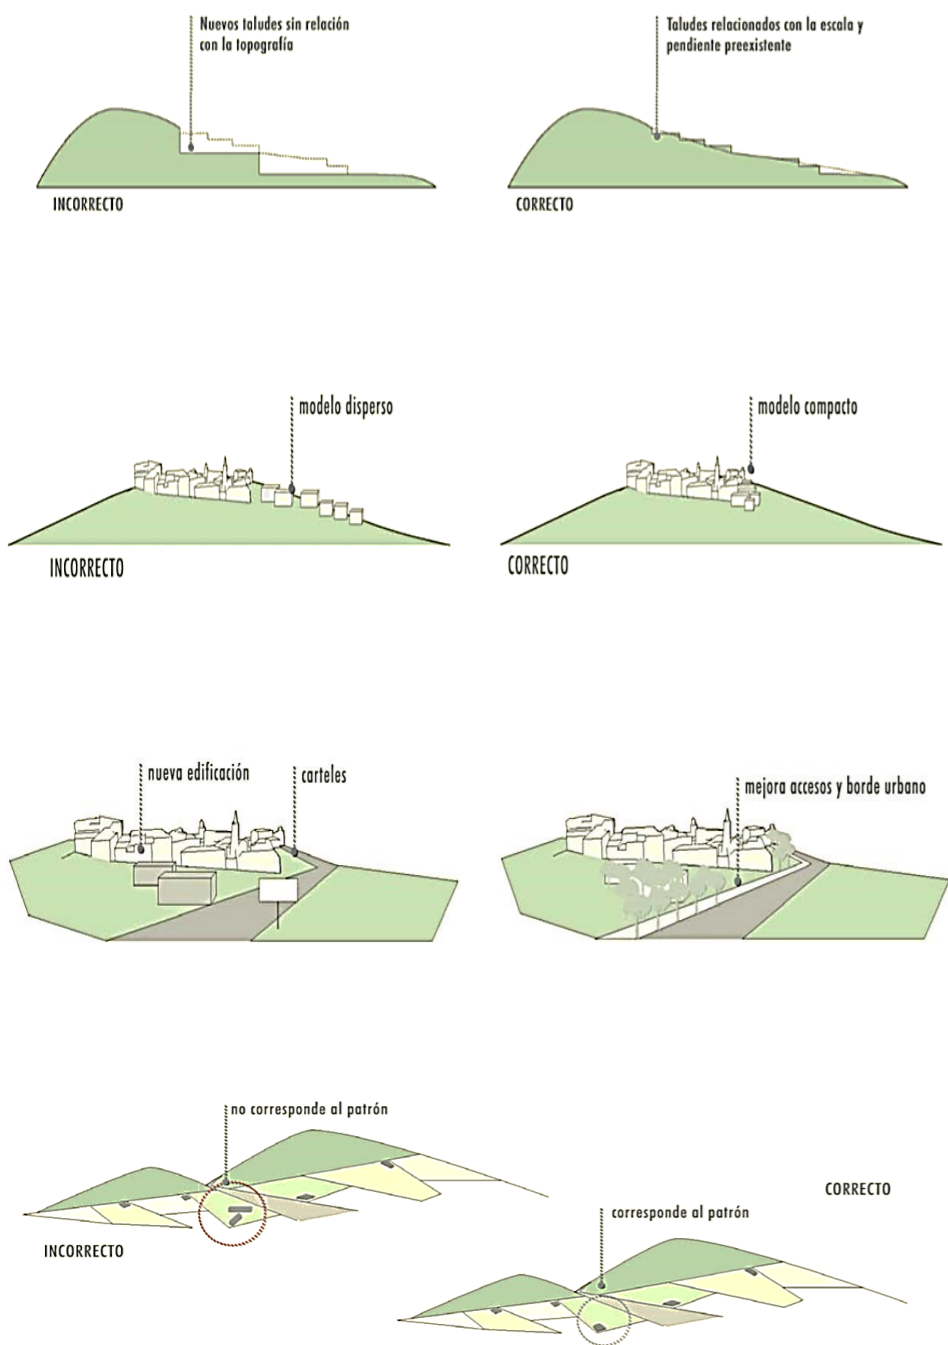 Nuevos taludes sin relación
con la topografía
Taludes relacionados con la escala y
pendiente preexistente
INCORRECTO
CORRECTO
modelo disperso
modelo compacto
INCORRECTO
CORRECTO
nueva edificación
carteles
mejora accesos y borde urbano
no corresponde al patrón
CORRECTO
corresponde al patrón
INCORRECTO